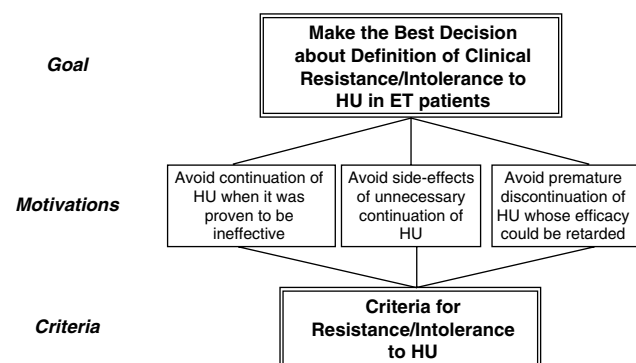 Goal
Make the Best Decision
about Definition of Clinical
Resistance/Intolerance to
HU in ET patients
Motivations
Avoid continuation of
HU when it was
proven to be
ineffective
Avoid side-effects
of unnecessary
continuation of
HU
Avoid premature
discontinuation of
HU whose efficacy
could be retarded
Criteria
Criteria for
Resistance/Intolerance
to HU